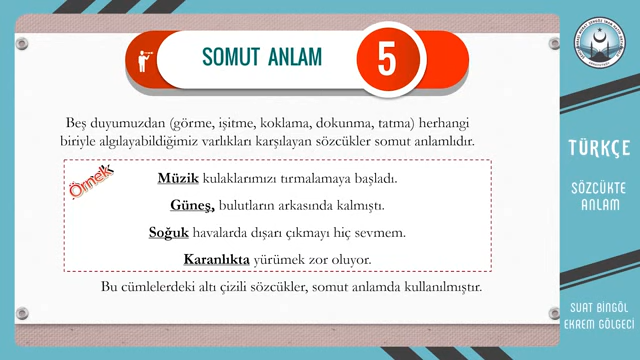 SOMUT ANLAM
5
Beş duyumuzdan (görme, işitme, koklama, dokunma, tatma) herhangi
biriyle algılayabildiğimiz varlıkları karşılayan sözcükler somut anlamlıdır.
Örnek
Müzik kulaklarımızı tırmalamaya başladı.
Güneş, bulutların arkasında kalmıştı.
Soğuk havalarda dışarı çıkmayı hiç sevmem.
Karanlıkta yürümek zor oluyor.
Bu cümlelerdeki altı çizili sözcükler, somut anlamda kullanılmıştır.
TÜRKÇE
SÖZCÜKTE
ANLAM
SUAT BİNGÖL
EKREM GÖLGECİ